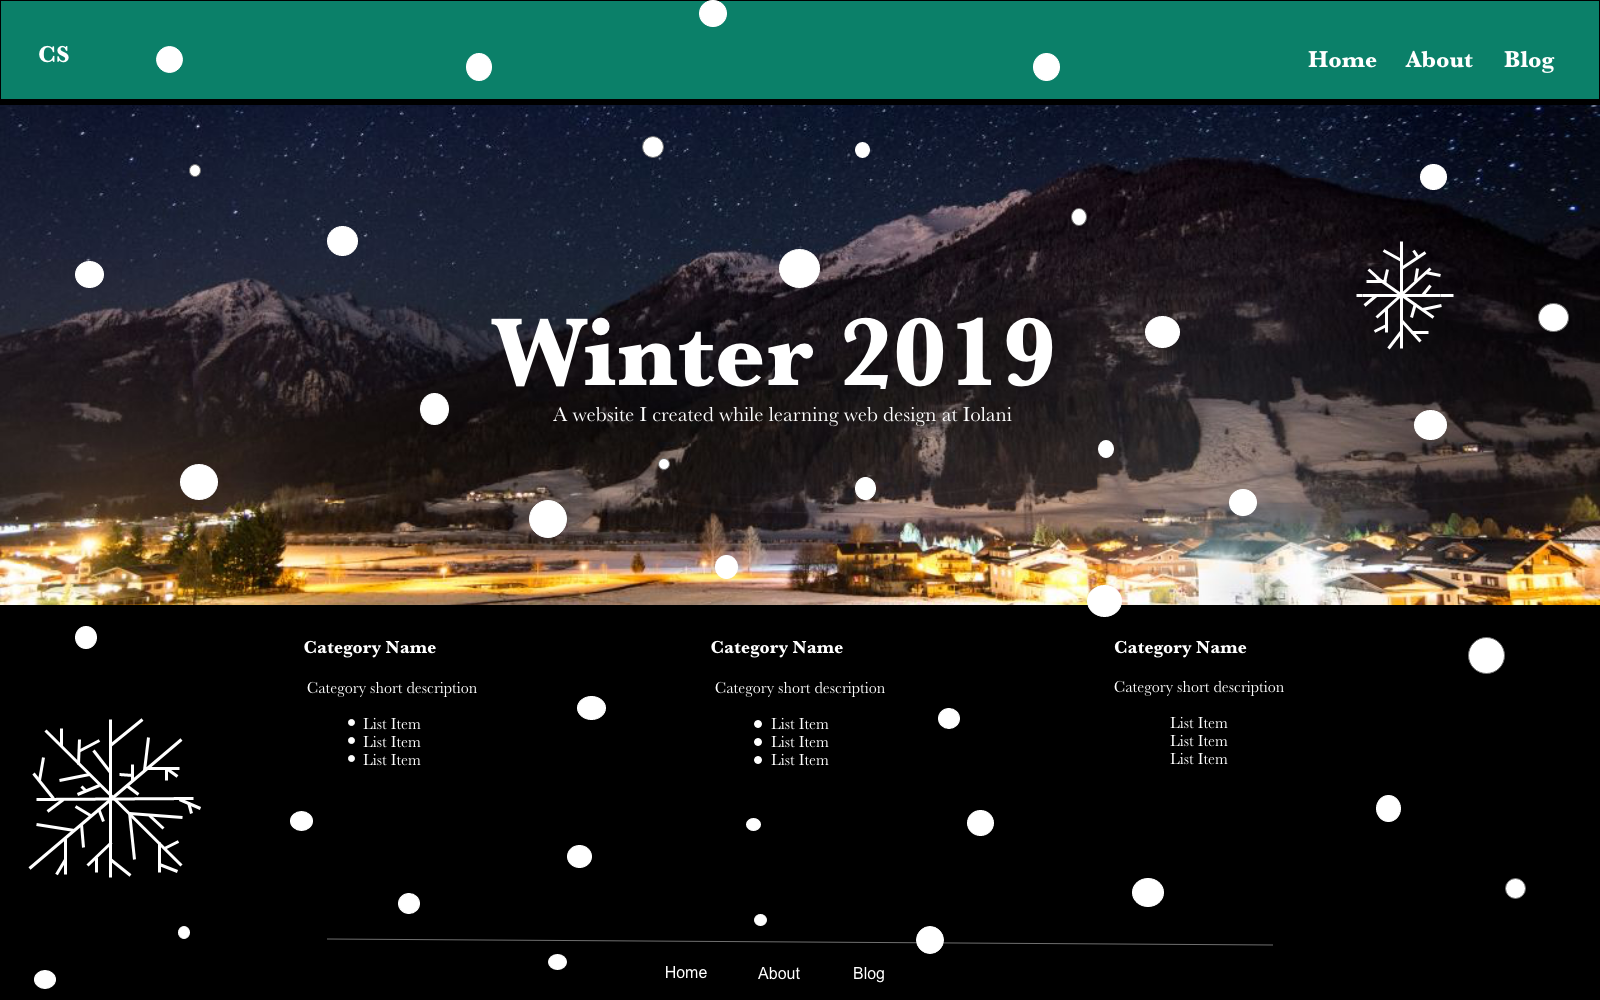 CS
Home About Blog
Winter 2019
A website I created while learning web design at Iolani
Category Name
Category short description
List Item
List Item
List Item
Category Name
Category short description
List Item
List Item
List Item
Category Name
Category short description
List Item
List Item
List Item
Home About Blog